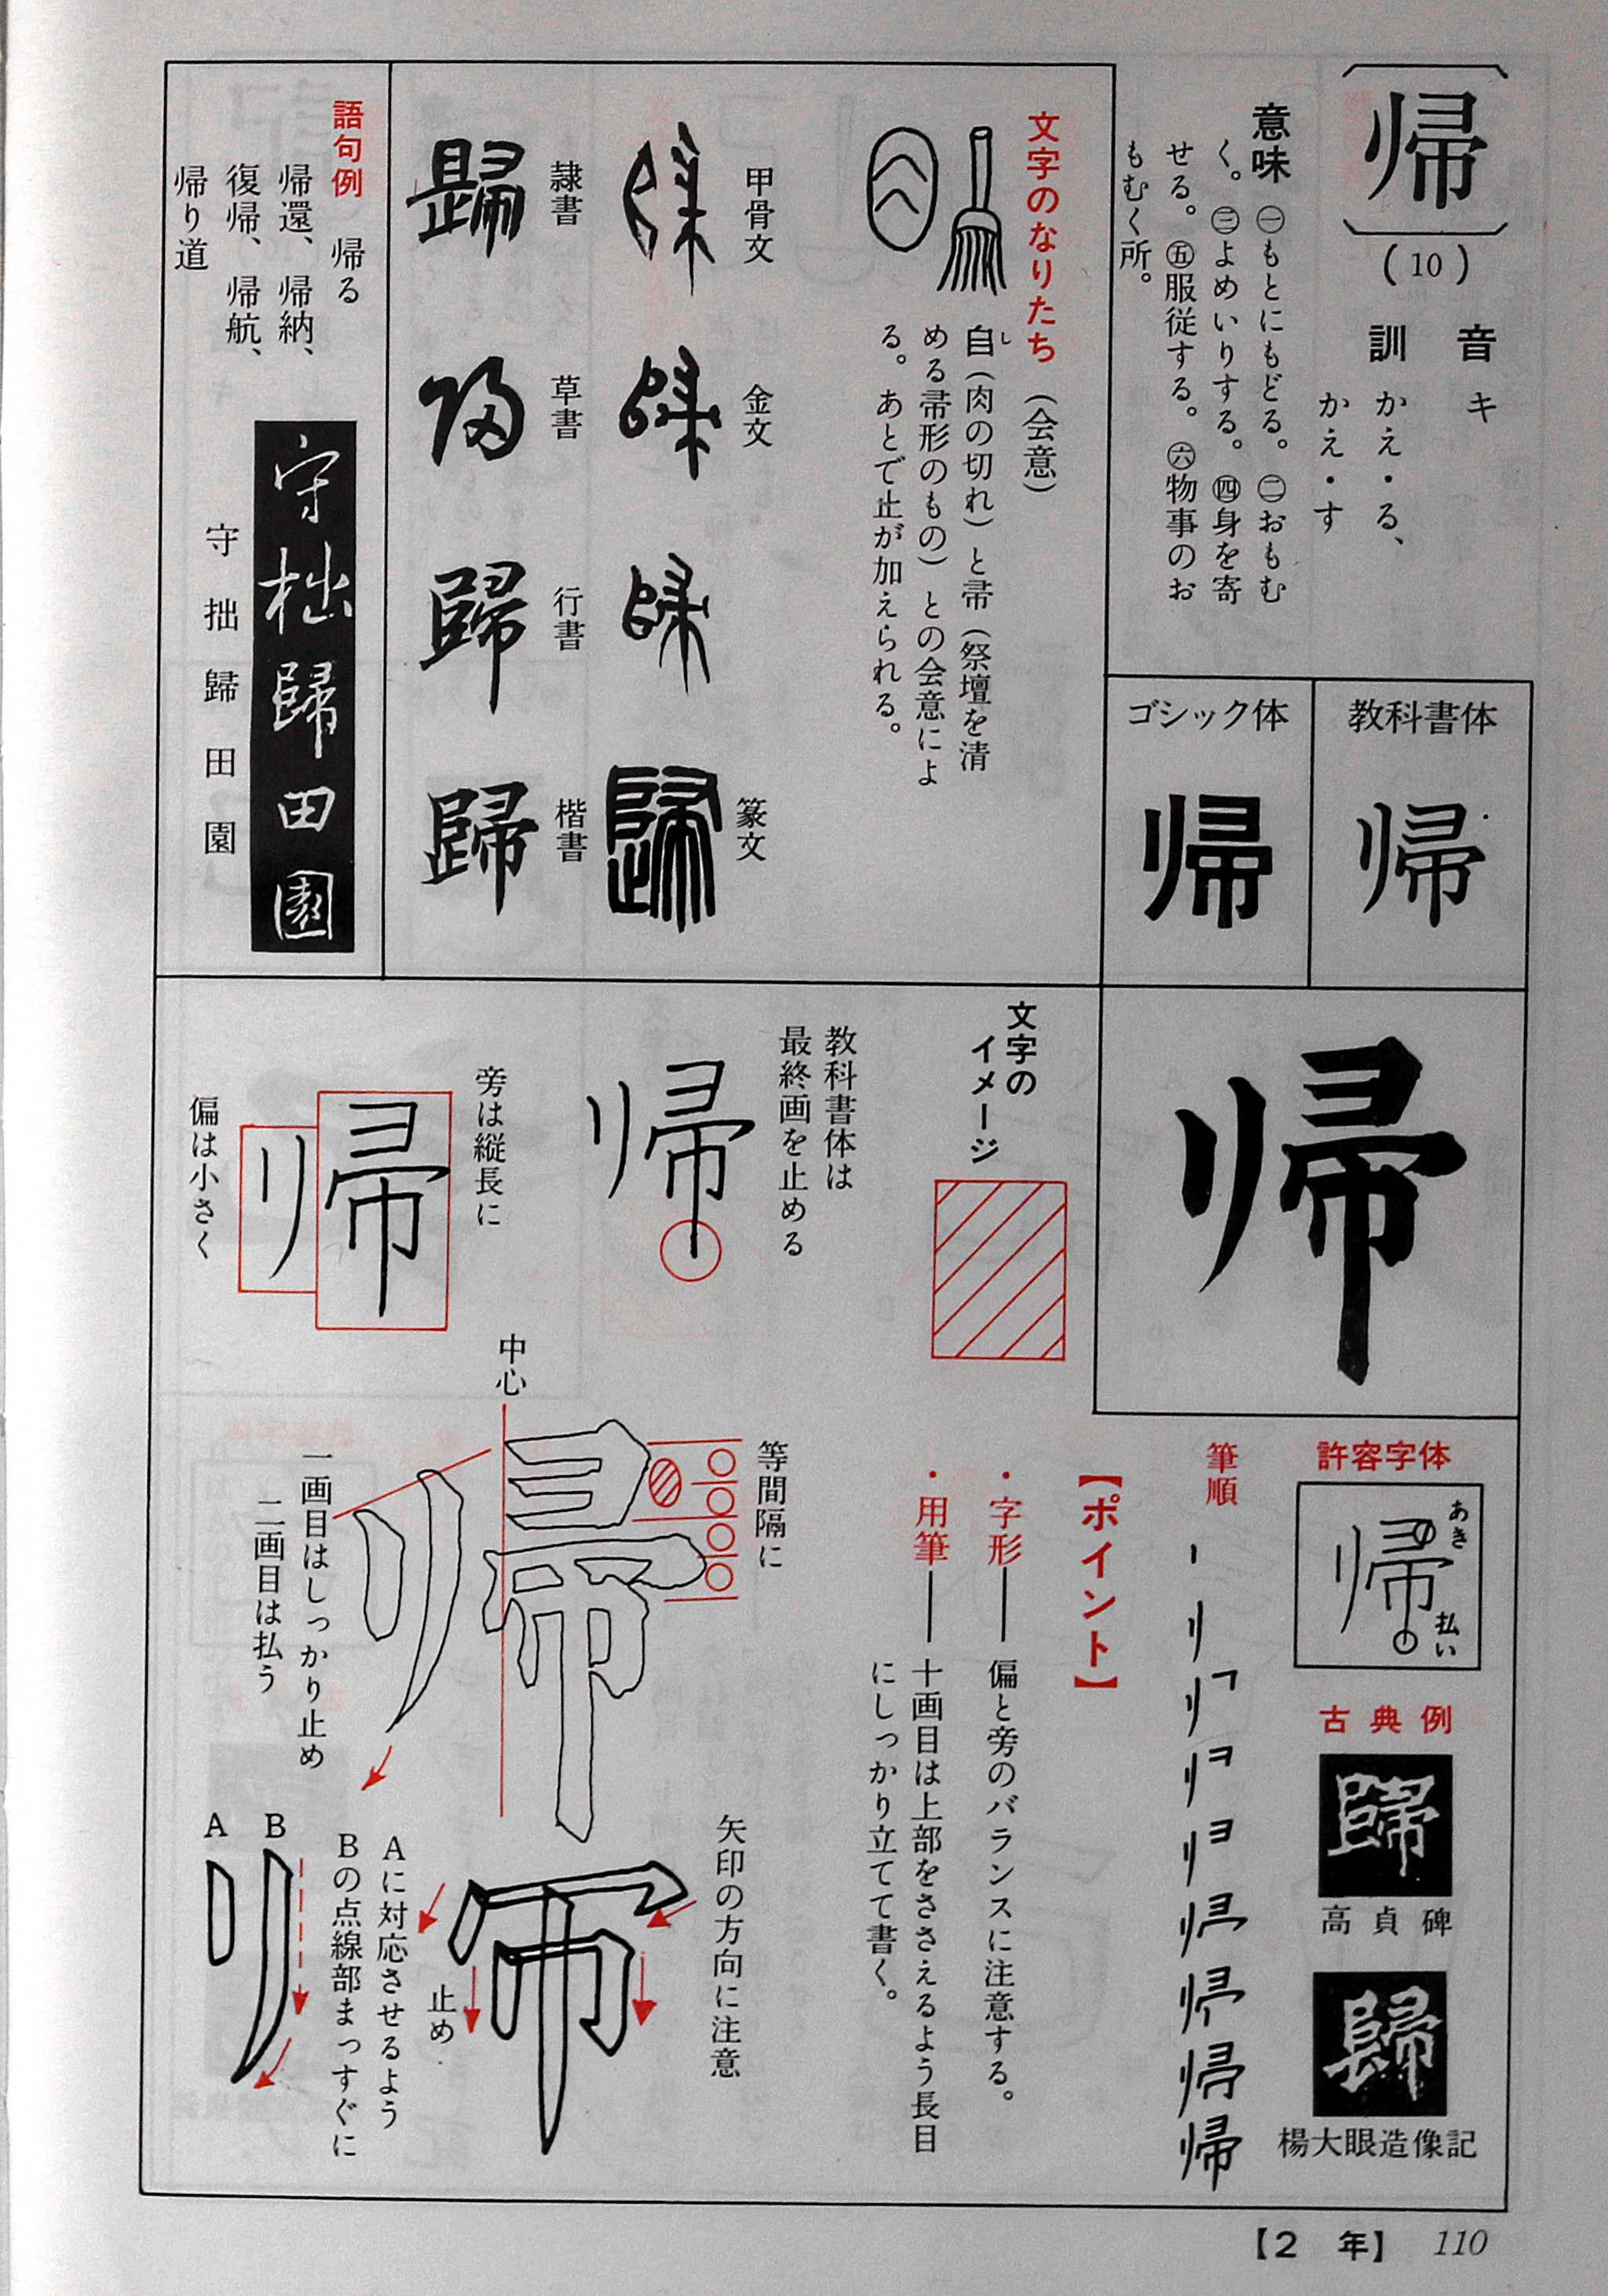 帰
(10)
音 キ
訓 かえ・る、
かえ・す
意味 ㊀もとにもどる。㊁おもむ
く。㊂よめいりする。㊃身を寄
せる。㊄服従する。㊅物事のお
もむく所。
教科書体
帰
ゴシック体
帰
文字のなりたち (会意)
𠂤(肉の切れ)と帚(祭壇を清
し
める帚形のもの)との会意によ
る。あとで止が加えられる。
甲骨文
金文
篆文
隷書
歸
草書
行書
歸
楷書
歸
語句例 帰る
帰還、帰納、
復帰、帰航、
帰り道
守拙歸田園
守拙歸田園
帰
文字の
イメージ
教科書体は
最終画を止める
帰
旁は縦長に
帰
偏は小さく
許容字体
帰
あき
払い
古典例
歸
高貞碑
歸
楊大眼造像記
筆順
帰
【ポイント】
・字形——偏と旁のバランスに注意する。
・用筆——十画目は上部をささえるよう長目
にしっかり立てて書く。
等間隔に
中心
帰
一画目はしっかり止め
二画目は払う
矢印の方向に注意
止め
Aに対応させるよう
Bの点線部まっすぐに
A B
【2 年】 110